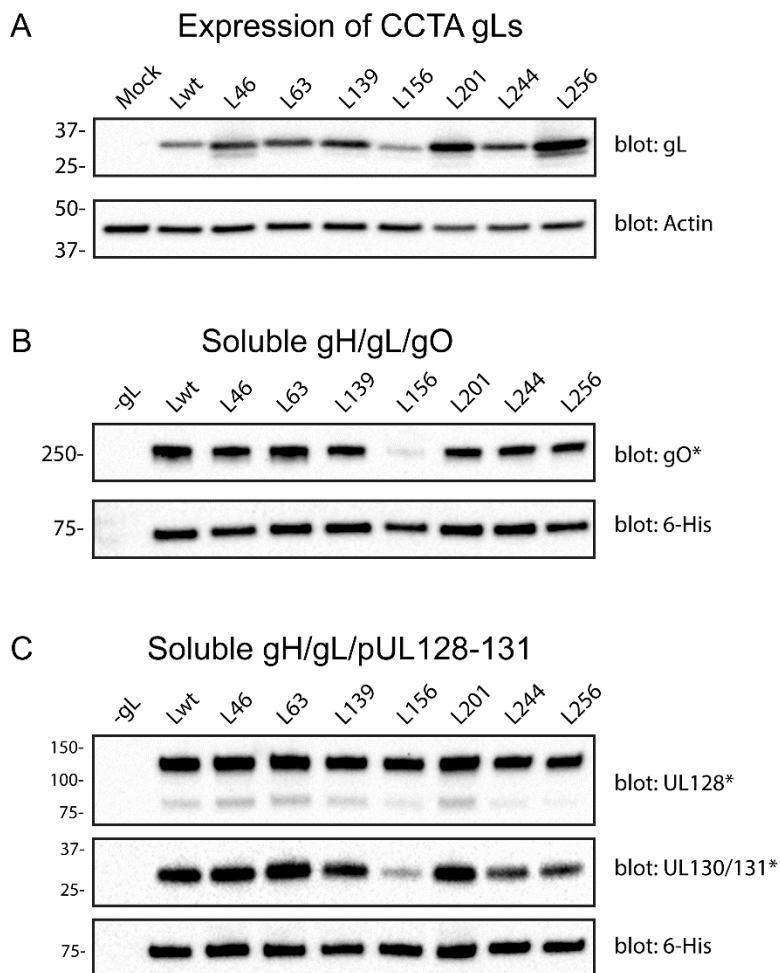 A Expression of CCTA gLs
Mock Lwt L46 L63 L139 L156 L201 L244 L256
37-
25-
blot: gL
50-
37-
blot: Actin
B Soluble gH/gL/gO
-gL Lwt L46 L63 L139 L156 L201 L244 L256
250-
blot: gO*
75-
blot: 6-His
C Soluble gH/gL/pUL128-131
-gL Lwt L46 L63 L139 L156 L201 L244 L256
150-
100-
75-
blot: UL128*
37-
25-
blot: UL130/131*
75-
blot: 6-His